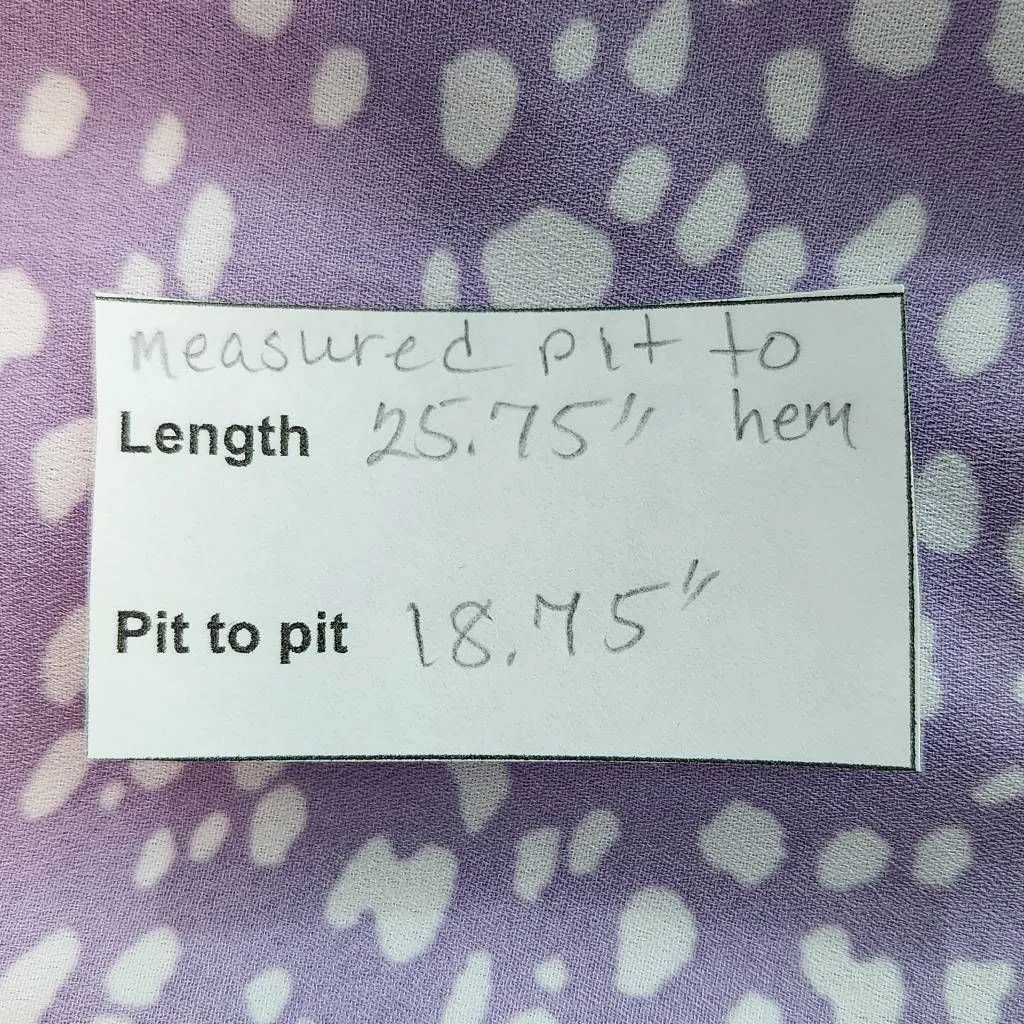 Measured pit to
Length 25.75" hem
Pit to pit 18.75"